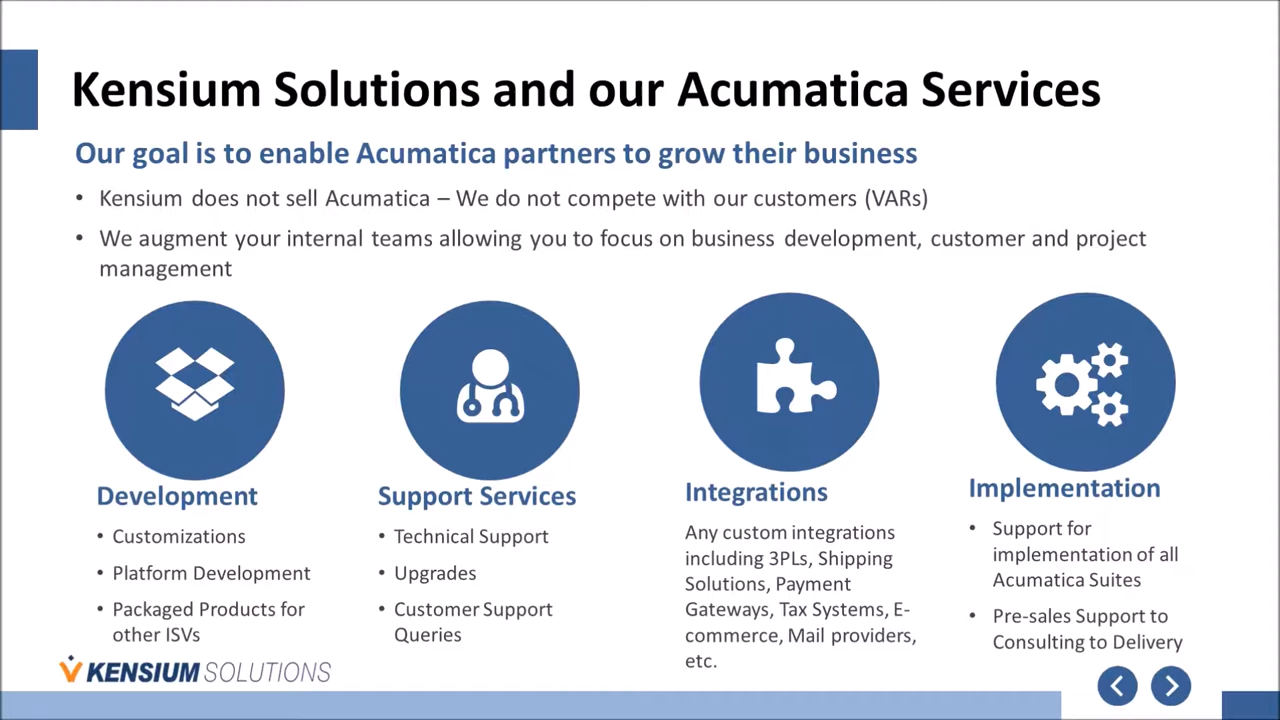 Kensium Solutions and our Acumatica Services
Our goal is to enable Acumatica partners to grow their business
• Kensium does not sell Acumatica – We do not compete with our customers (VARs)
• We augment your internal teams allowing you to focus on business development, customer and project
management
Development
• Customizations
• Platform Development
• Packaged Products for
other ISVs
Support Services
• Technical Support
• Upgrades
• Customer Support
Queries
Integrations
Any custom integrations
including 3PLs, Shipping
Solutions, Payment
Gateways, Tax Systems, E-
commerce, Mail providers,
etc.
Implementation
• Support for
implementation of all
Acumatica Suites
• Pre-sales Support to
Consulting to Delivery
KENSIUM SOLUTIONS